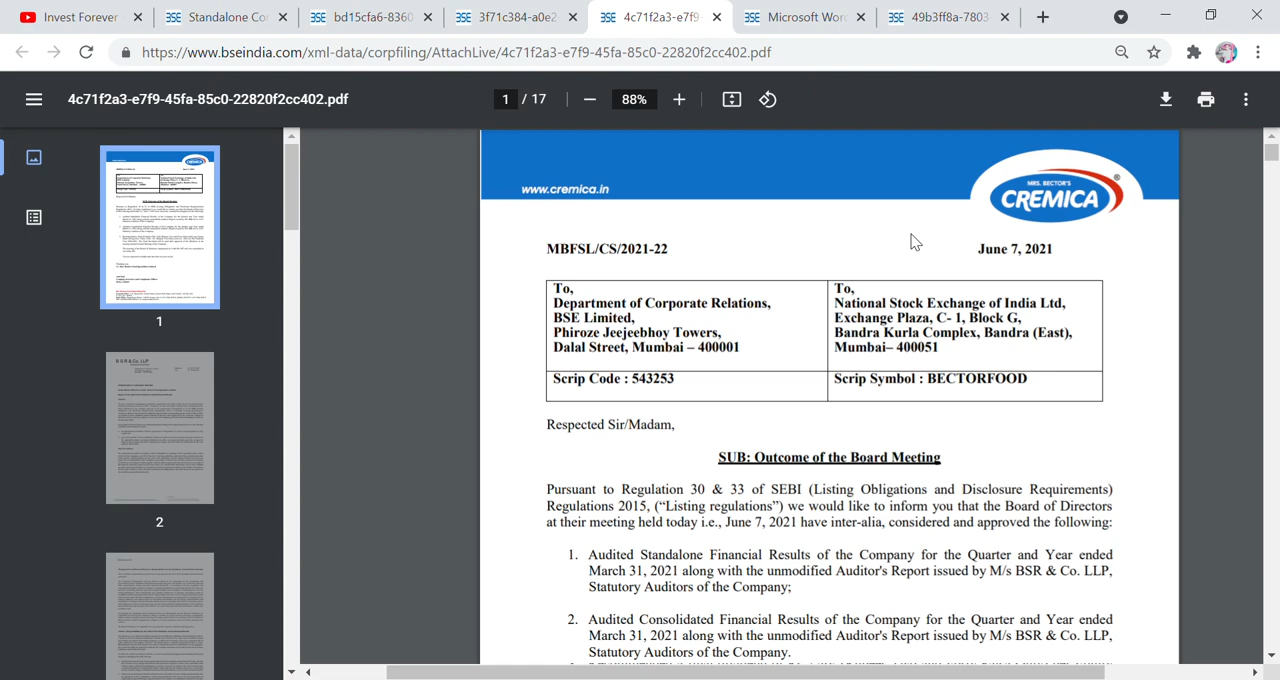 Invest Forever
Standalone Cor
bd15cfa6-8360
3f71c384-a0e2
4c71f2a3-e7f9
Microsoft Word
49b3ff8a-7803
https://www.bseindia.com/xml-data/corpfiling/AttachLive/4c71f2a3-e7f9-45fa-85c0-22820f2cc402.pdf
4c71f2a3-e7f9-45fa-85c0-22820f2cc402.pdf
1 / 17
88%
www.cremica.in
MRS. BECTOR'S
CREMICA
®
MBFSL/CS/2021-22
June 7, 2021
To,
Department of Corporate Relations,
BSE Limited,
Phiroze Jeejeebhoy Towers,
Dalal Street, Mumbai – 400001
To,
National Stock Exchange of India Ltd,
Exchange Plaza, C- 1, Block G,
Bandra Kurla Complex, Bandra (East),
Mumbai– 400051
Scrip Code : 543253
Scrip Symbol : BECTORFOOD
Respected Sir/Madam,
SUB: Outcome of the Board Meeting
Pursuant to Regulation 30 & 33 of SEBI (Listing Obligations and Disclosure Requirements)
Regulations 2015, (“Listing regulations”) we would like to inform you that the Board of Directors
at their meeting held today i.e., June 7, 2021 have inter-alia, considered and approved the following:
1. Audited Standalone Financial Results of the Company for the Quarter and Year ended
March 31, 2021 along with the unmodified Auditor's Report issued by M/s BSR & Co. LLP,
Statutory Auditors of the Company;
2. Audited Consolidated Financial Results of the Company for the Quarter and Year ended
March 31, 2021 along with the unmodified Auditor's Report issued by M/s BSR & Co. LLP,
Statutory Auditors of the Company.
1
2